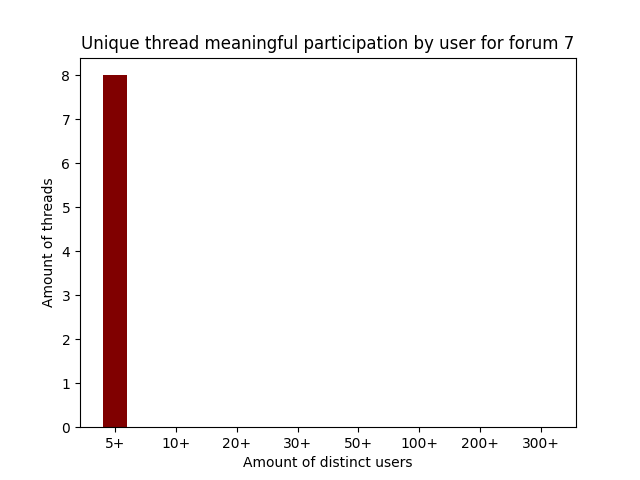 Unique thread meaningful participation by user for forum 7
8
7
6
5
4
3
2
1
0
Amount of threads
5+ 10+ 20+ 30+ 50+ 100+ 200+ 300+
Amount of distinct users